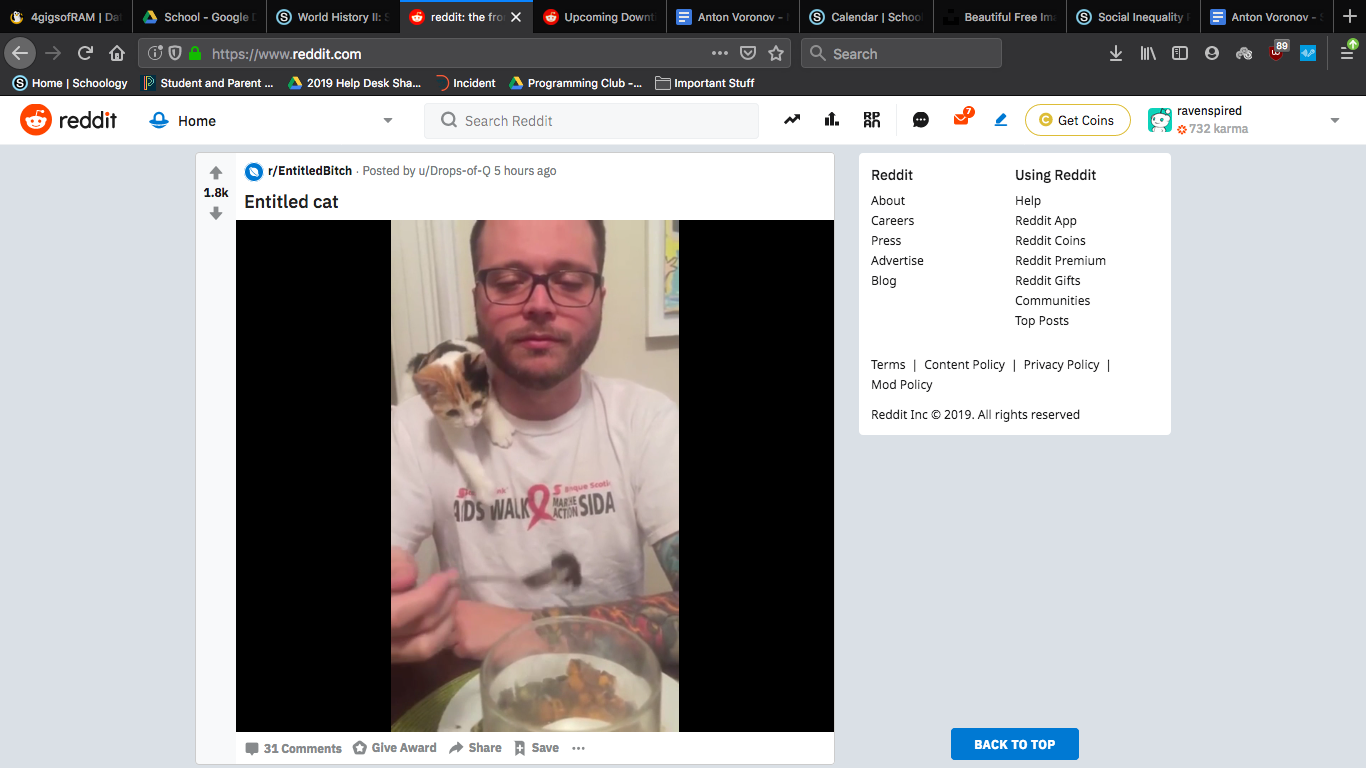 4gigsofRAM | Da
School - Google D
World History II: S
reddit: the fro
Upcoming Downt
Anton Voronov - 
Calendar | School
Beautiful Free Im
Social Inequality
Anton Voronov - S
https://www.reddit.com
Search
89
Home | Schoology
Student and Parent ...
2019 Help Desk Sha...
Incident
Programming Club -...
Important Stuff
reddit
Home
Search Reddit
7
Get Coins
ravenspired
732 karma
1.8k
r/EntitledBitch · Posted by u/Drops-of-Q 5 hours ago
Entitled cat
WALK MARCHE ACTION SIDA
31 Comments
Give Award
Share
Save
Reddit
About
Careers
Press
Advertise
Blog
Using Reddit
Help
Reddit App
Reddit Coins
Reddit Premium
Reddit Gifts
Communities
Top Posts
Terms | Content Policy | Privacy Policy |
Mod Policy
Reddit Inc © 2019. All rights reserved
BACK TO TOP